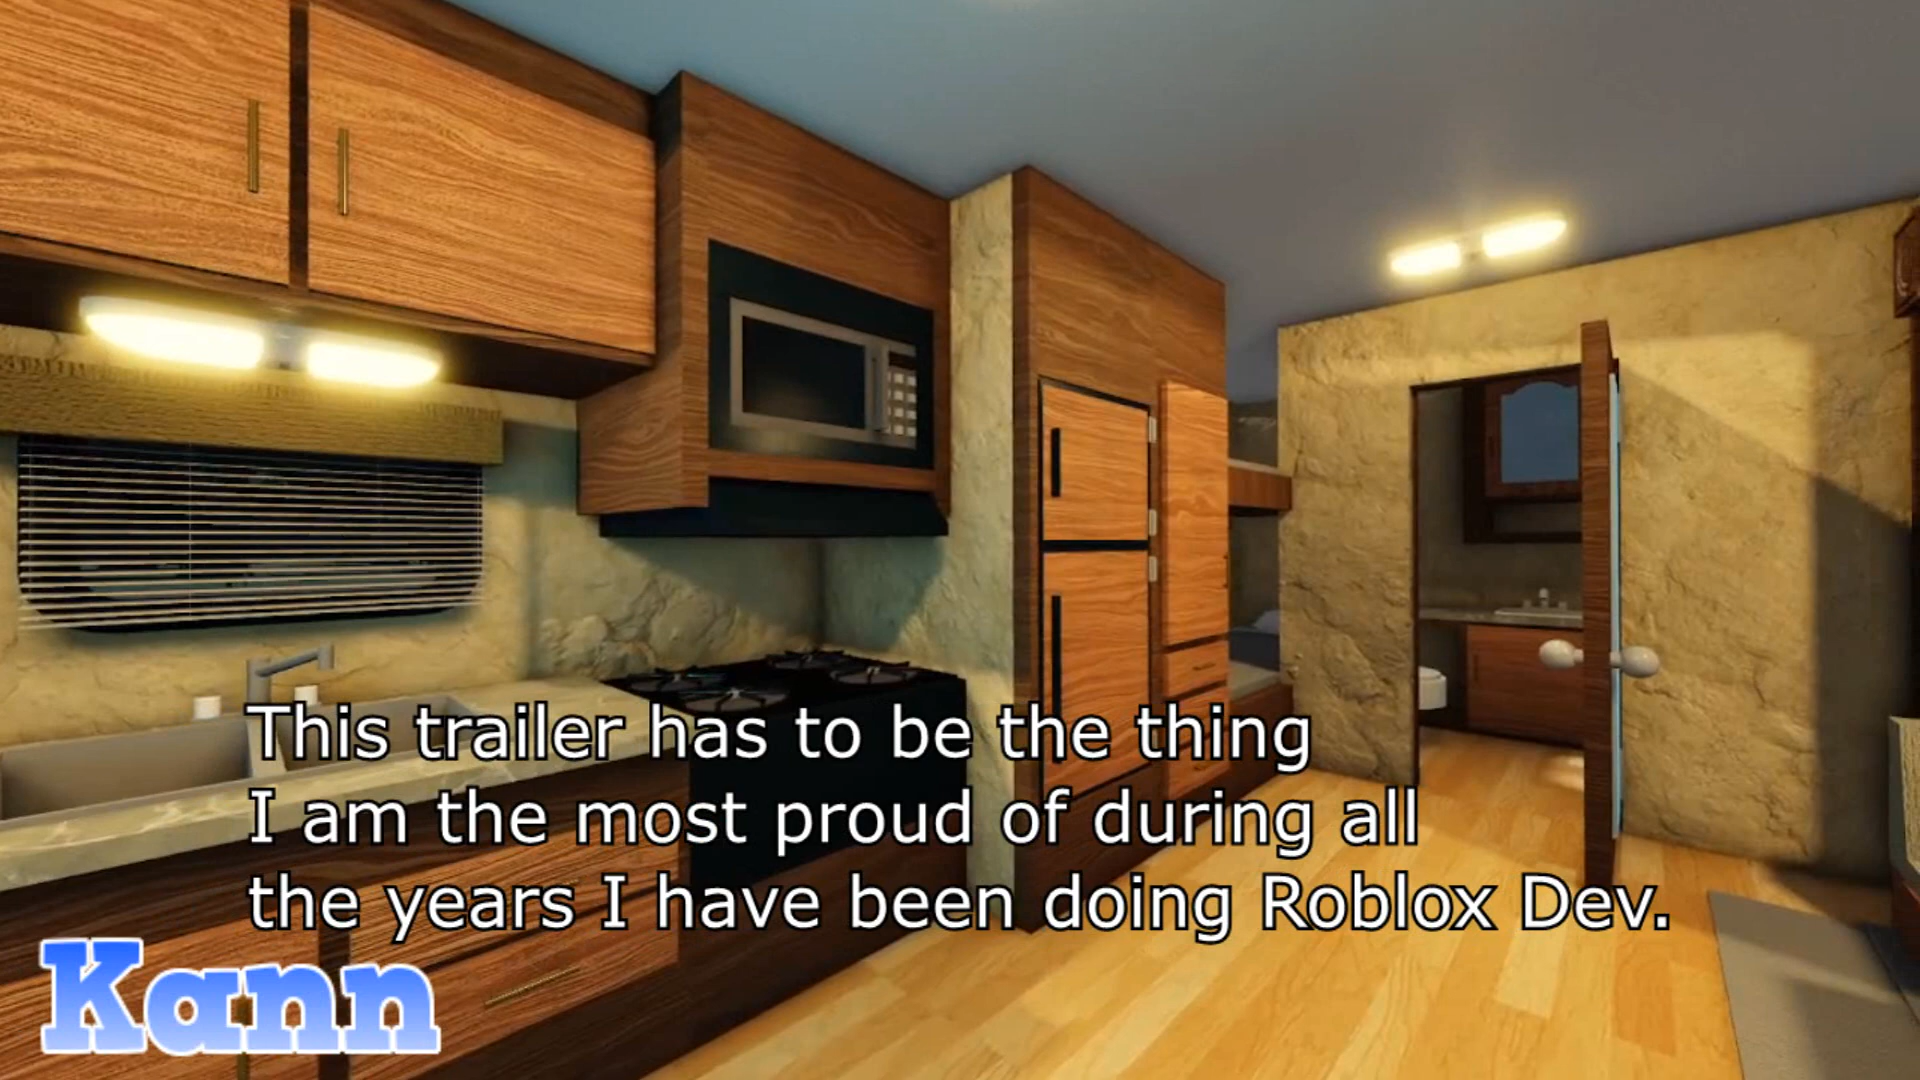 This trailer has to be the thing
I am the most proud of during all
the years I have been doing Roblox Dev.
Kann